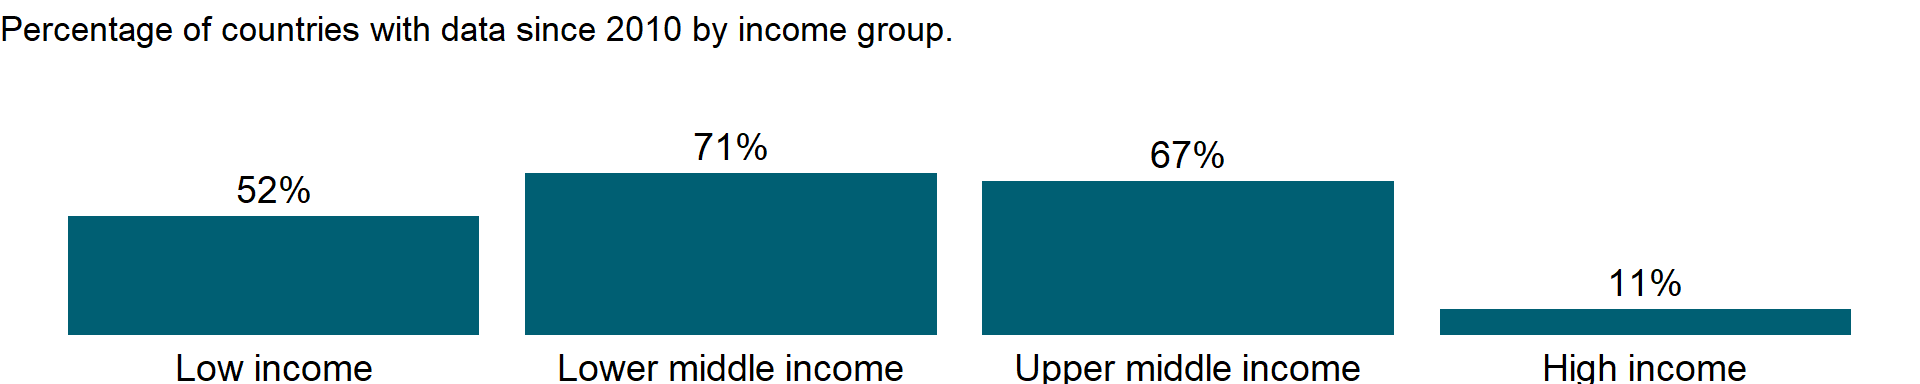 Percentage of countries with data since 2010 by income group.
71%
67%
52%
11%
Low income
Lower middle income
Upper middle income
High income